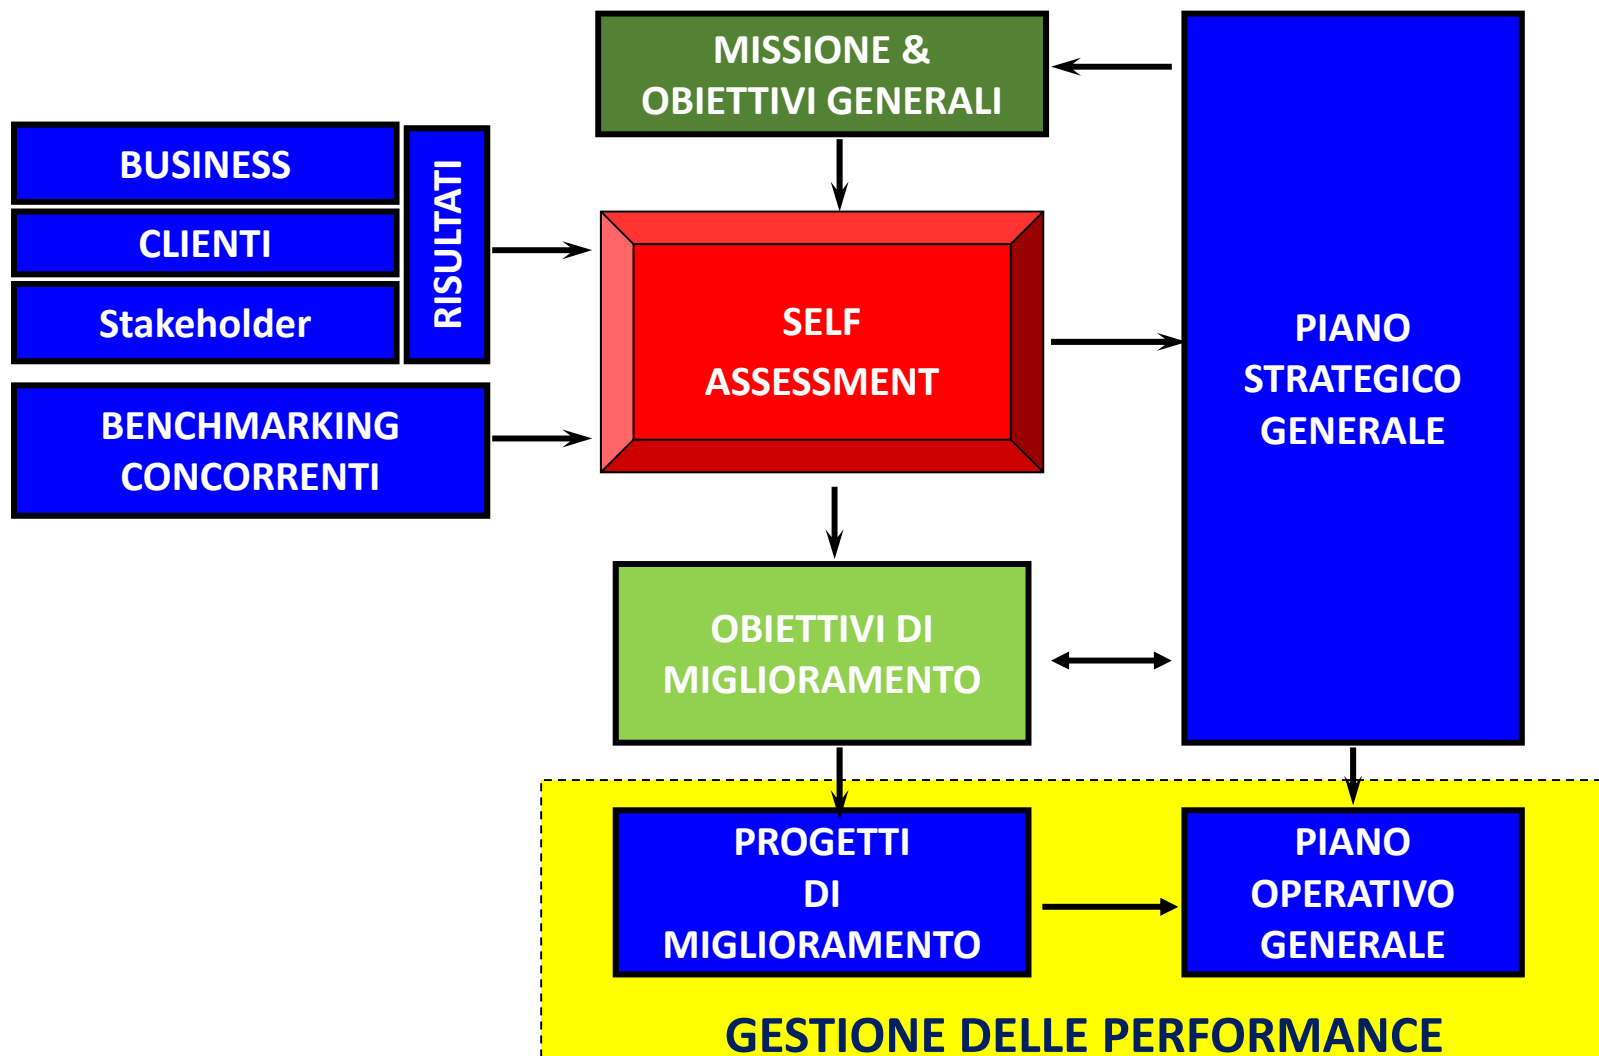 MISSIONE &
OBIETTIVI GENERALI
BUSINESS
CLIENTI
Stakeholder
RISULTATI
BENCHMARKING
CONCORRENTI
SELF
ASSESSMENT
PIANO
STRATEGICO
GENERALE
OBIETTIVI DI
MIGLIORAMENTO
PROGETTI
DI
MIGLIORAMENTO
PIANO
OPERATIVO
GENERALE
GESTIONE DELLE PERFORMANCE